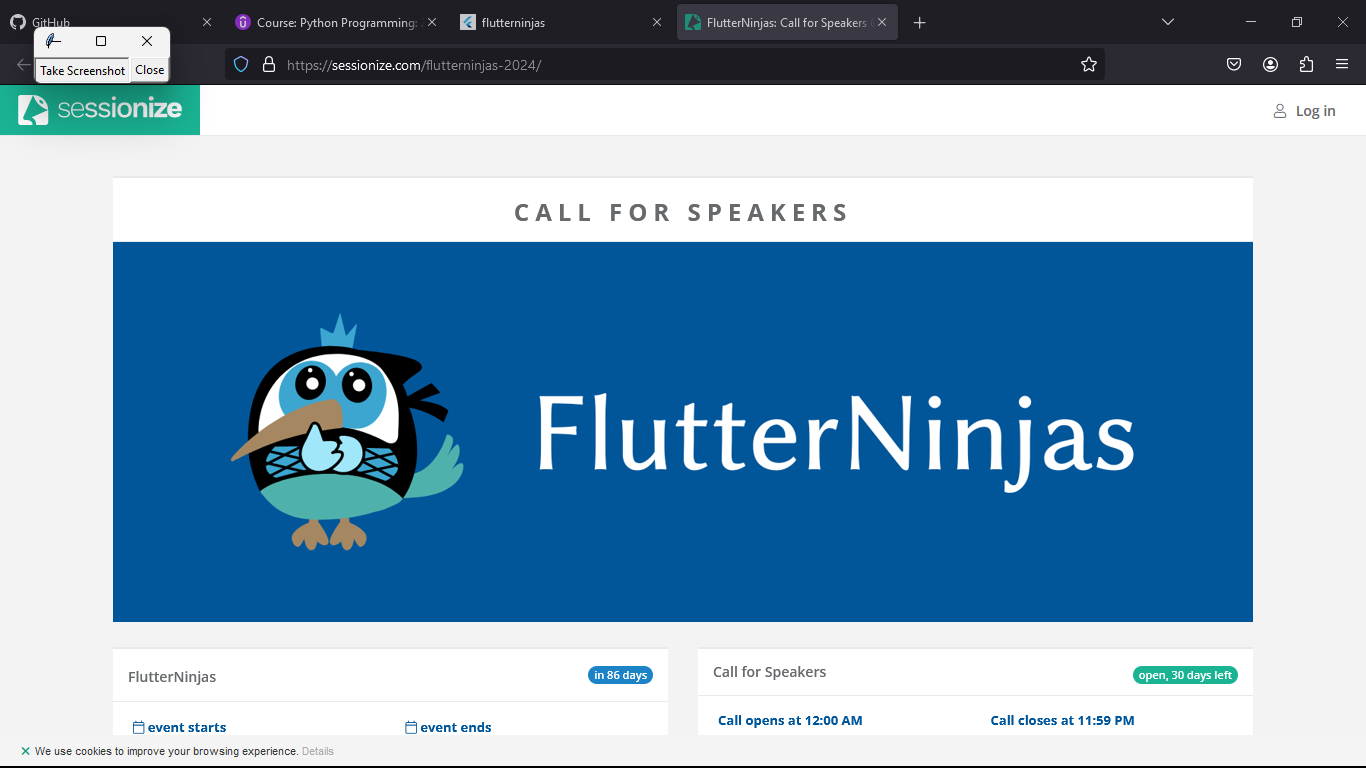 GitHub
Course: Python Programming:
flutterninjas
FlutterNinjas: Call for Speakers
Take Screenshot Close
https://sessionize.com/flutterninjas-2024/
sessionize
Log in
CALL FOR SPEAKERS
FlutterNinjas
FlutterNinjas
in 86 days
event starts
event ends
Call for Speakers
open, 30 days left
Call opens at 12:00 AM
Call closes at 11:59 PM
We use cookies to improve your browsing experience. Details